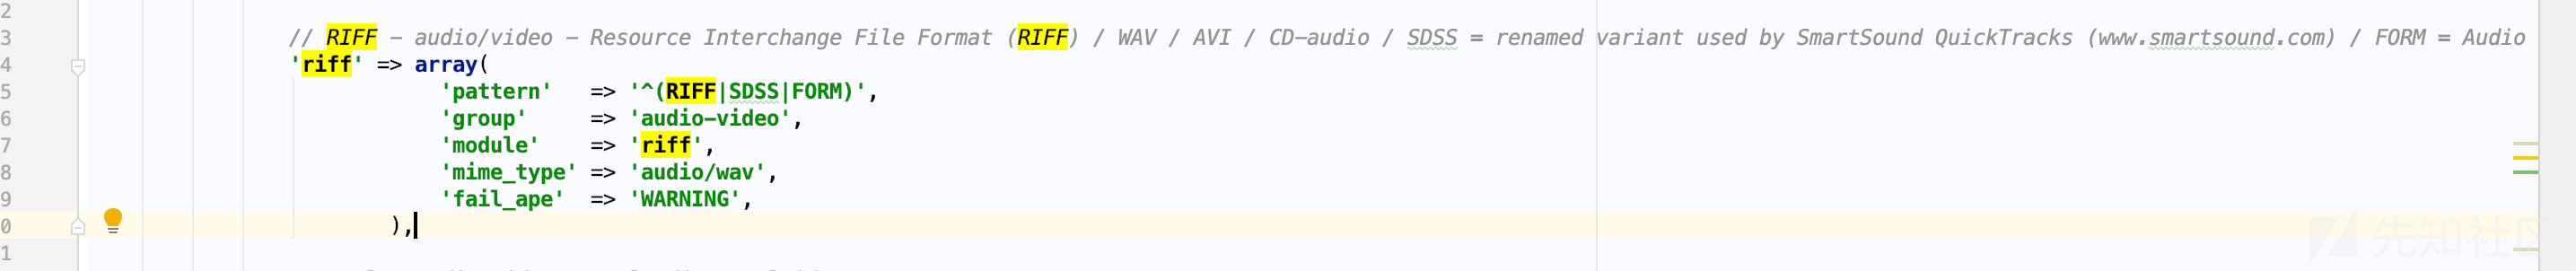 2
3 // RIFF - audio/video - Resource Interchange File Format (RIFF) / WAV / AVI / CD-audio / SDSS = renamed variant used by SmartSound QuickTracks (www.smartsound.com) / FORM = Audio
4 'riff' => array(
5 'pattern' => '^(RIFF|SDSS|FORM)',
6 'group' => 'audio-video',
7 'module' => 'riff',
8 'mime_type' => 'audio/wav',
9 'fail_ape' => 'WARNING',
0 ),
1
先知社区